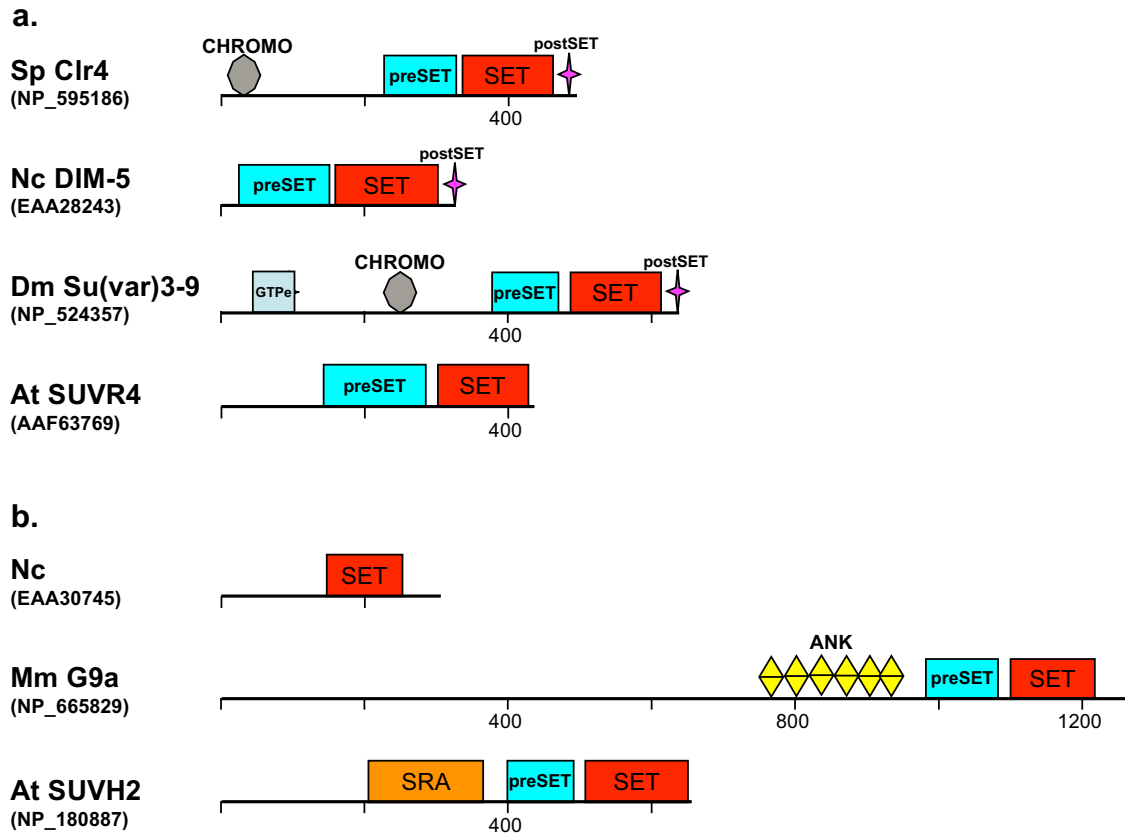 a.
CHROMO
postSET
Sp Clr4
preSET SET
(NP_595186)
400
postSET
Nc DIM-5
preSET SET
(EAA28243)
CHROMO
postSET
Dm Su(var)3-9
GTPe preSET SET
(NP_524357)
400
At SUVR4
preSET SET
(AAF63769)
400
b.
Nc
SET
(EAA30745)
ANK
Mm G9a
preSET SET
(NP_665829)
400 800 1200
At SUVH2
SRA preSET SET
(NP_180887)
400